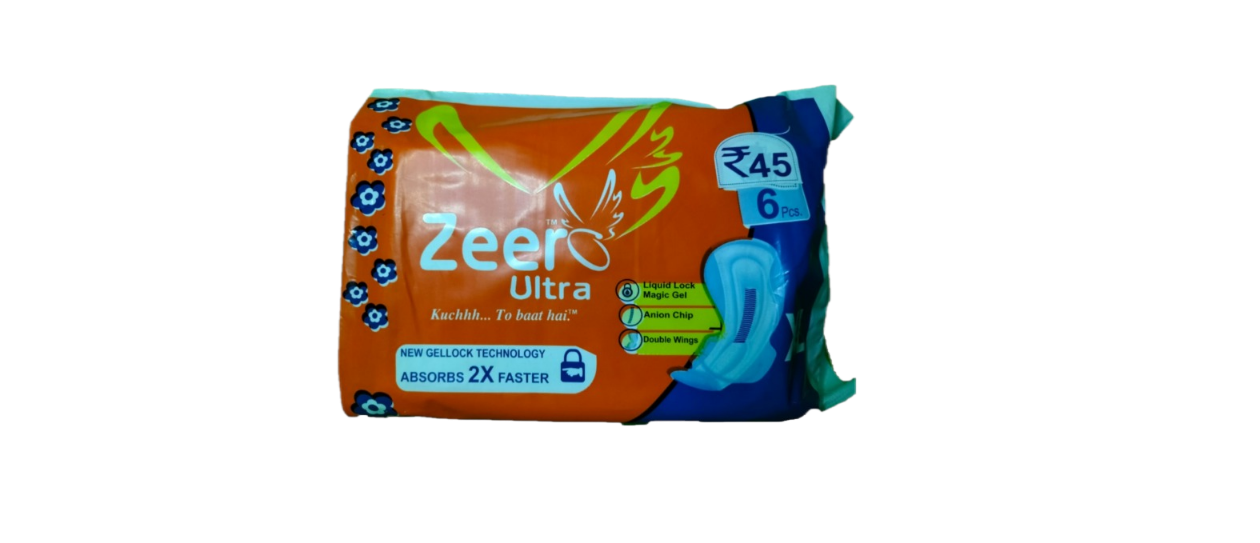 ₹45
6 Pcs.
Zeero™
Ultra
Kuchhh... To baat hai.™
Liquid Lock
Magic Gel
Anion Chip
Double Wings
NEW GELLOCK TECHNOLOGY
ABSORBS 2X FASTER